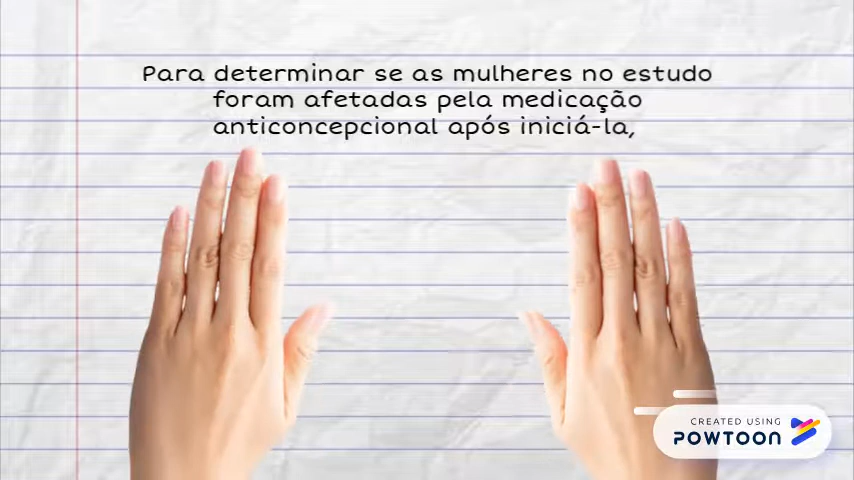 Para determinar se as mulheres no estudo
foram afetadas pela medicação
anticoncepcional após iniciá-la,
CREATED USING
POWTOON